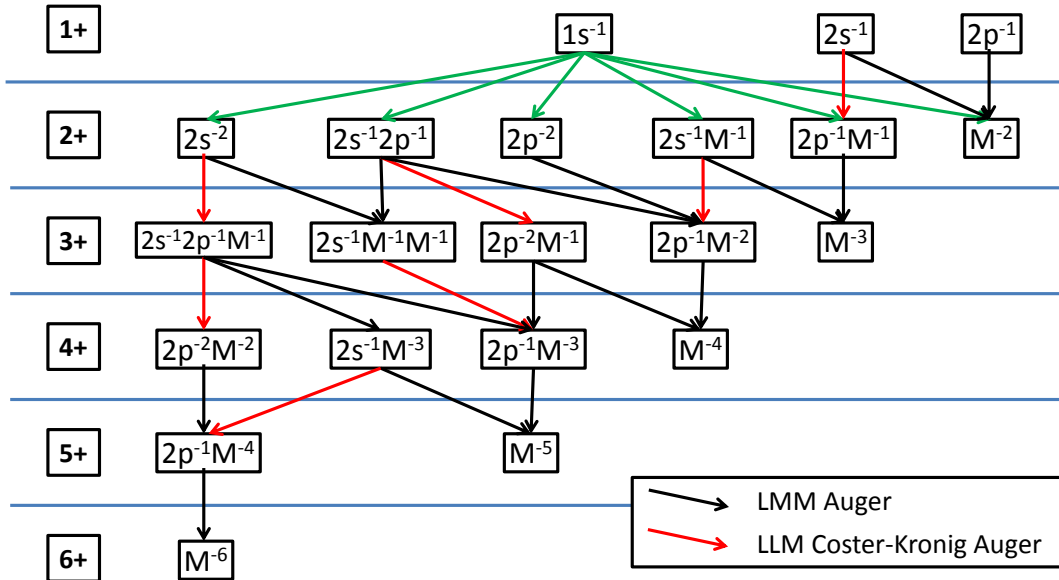 1+ 1s⁻¹ 2s⁻¹ 2p⁻¹
2+ 2s⁻² 2s⁻¹2p⁻¹ 2p⁻² 2s⁻¹M⁻¹ 2p⁻¹M⁻¹ M⁻²
3+ 2s⁻¹2p⁻¹M⁻¹ 2s⁻¹M⁻¹M⁻¹ 2p⁻²M⁻¹ 2p⁻¹M⁻² M⁻³
4+ 2p⁻²M⁻² 2s⁻¹M⁻³ 2p⁻¹M⁻³ M⁻⁴
5+ 2p⁻¹M⁻⁴ M⁻⁵
LMM Auger
LLM Coster-Kronig Auger
6+ M⁻⁶